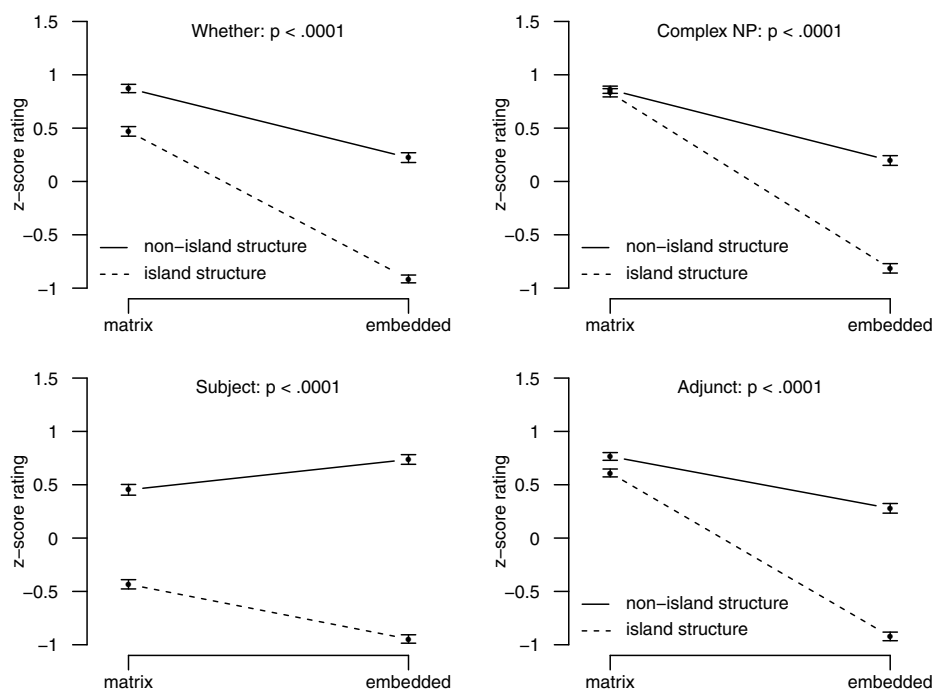 Whether: p < .0001
1.5
1
0.5
0
−0.5
−1
z−score rating
non−island structure
island structure
matrix embedded
Complex NP: p < .0001
1.5
1
0.5
0
−0.5
−1
z−score rating
non−island structure
island structure
matrix embedded
Subject: p < .0001
1.5
1
0.5
0
−0.5
−1
z−score rating
matrix embedded
Adjunct: p < .0001
1.5
1
0.5
0
−0.5
−1
z−score rating
non−island structure
island structure
matrix embedded